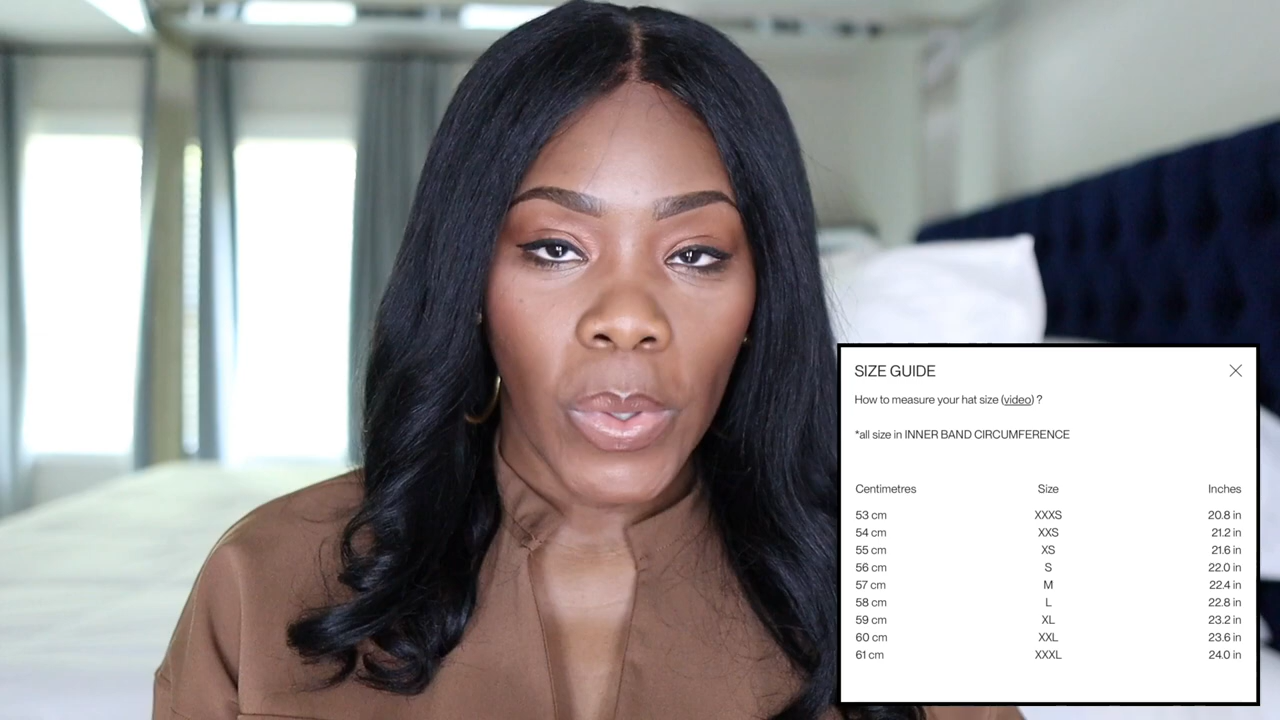 SIZE GUIDE
How to measure your hat size (video) ?
*all size in INNER BAND CIRCUMFERENCE
Centimetres Size Inches
53 cm XXXS 20.8 in
54 cm XXS 21.2 in
55 cm XS 21.6 in
56 cm S 22.0 in
57 cm M 22.4 in
58 cm L 22.8 in
59 cm XL 23.2 in
60 cm XXL 23.6 in
61 cm XXXL 24.0 in